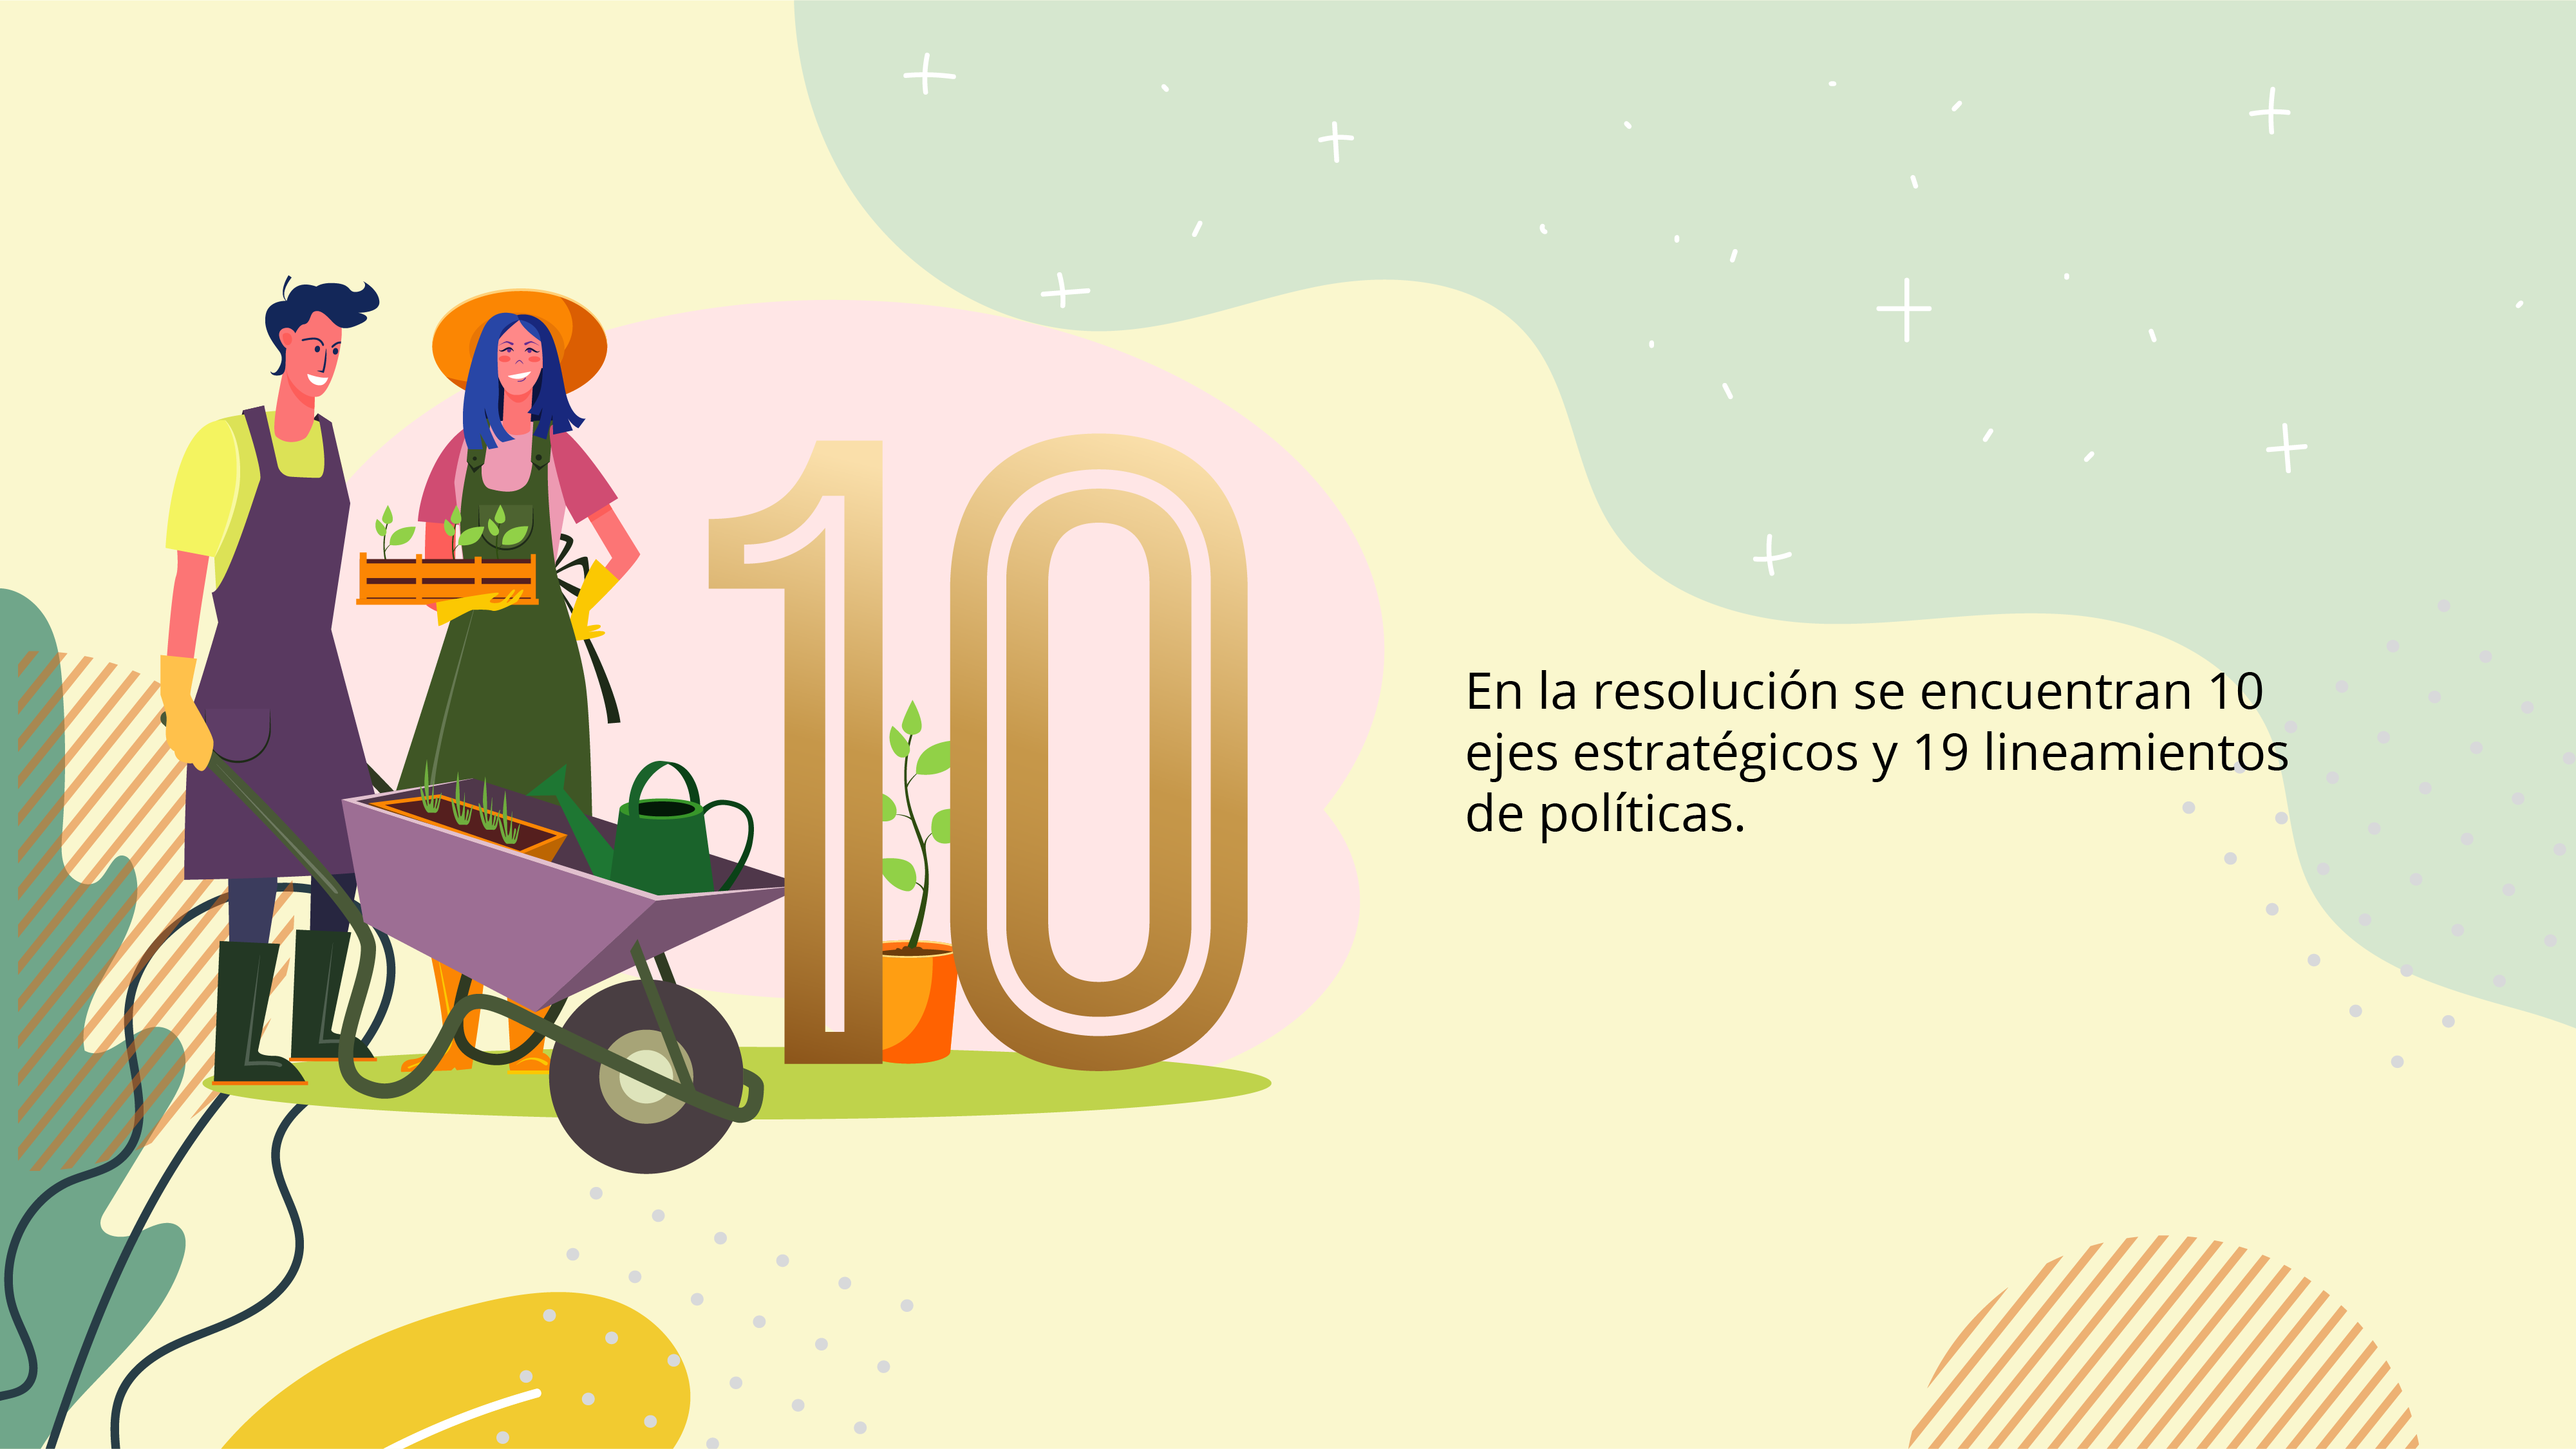 10
En la resolución se encuentran 10
ejes estratégicos y 19 lineamientos
de políticas.